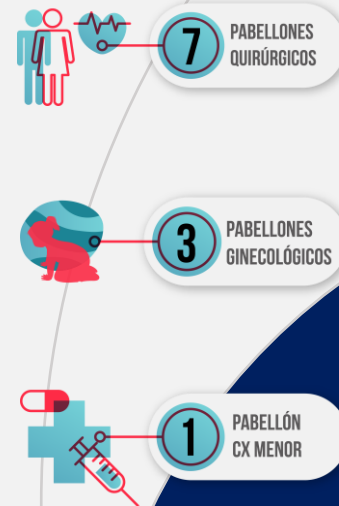 7
PABELLONES
QUIRÚRGICOS
3
PABELLONES
GINECOLÓGICOS
1
PABELLÓN
CX MENOR